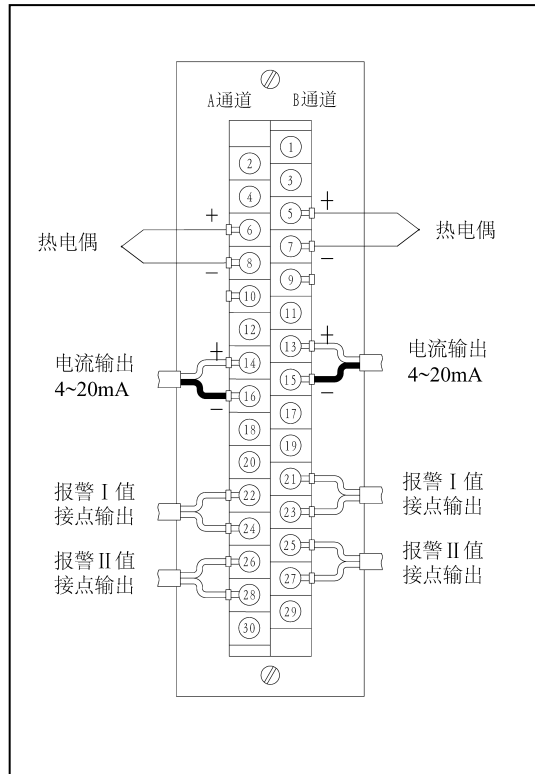 A通道 B通道
①
②
③
④
+ ⑤ +
⑥
热电偶 ⑦ 热电偶
− ⑧ −
⑨
⑩
⑪
⑫
+ ⑬ +
电流输出 ⑭ 电流输出
4~20mA ⑮ 4~20mA
− ⑯ −
⑰
⑱
⑲
⑳
㉑
报警Ⅰ值 ㉒ 报警Ⅰ值
接点输出 ㉓ 接点输出
㉔
㉕
报警Ⅱ值 ㉖ 报警Ⅱ值
接点输出 ㉗ 接点输出
㉘
㉙
㉚